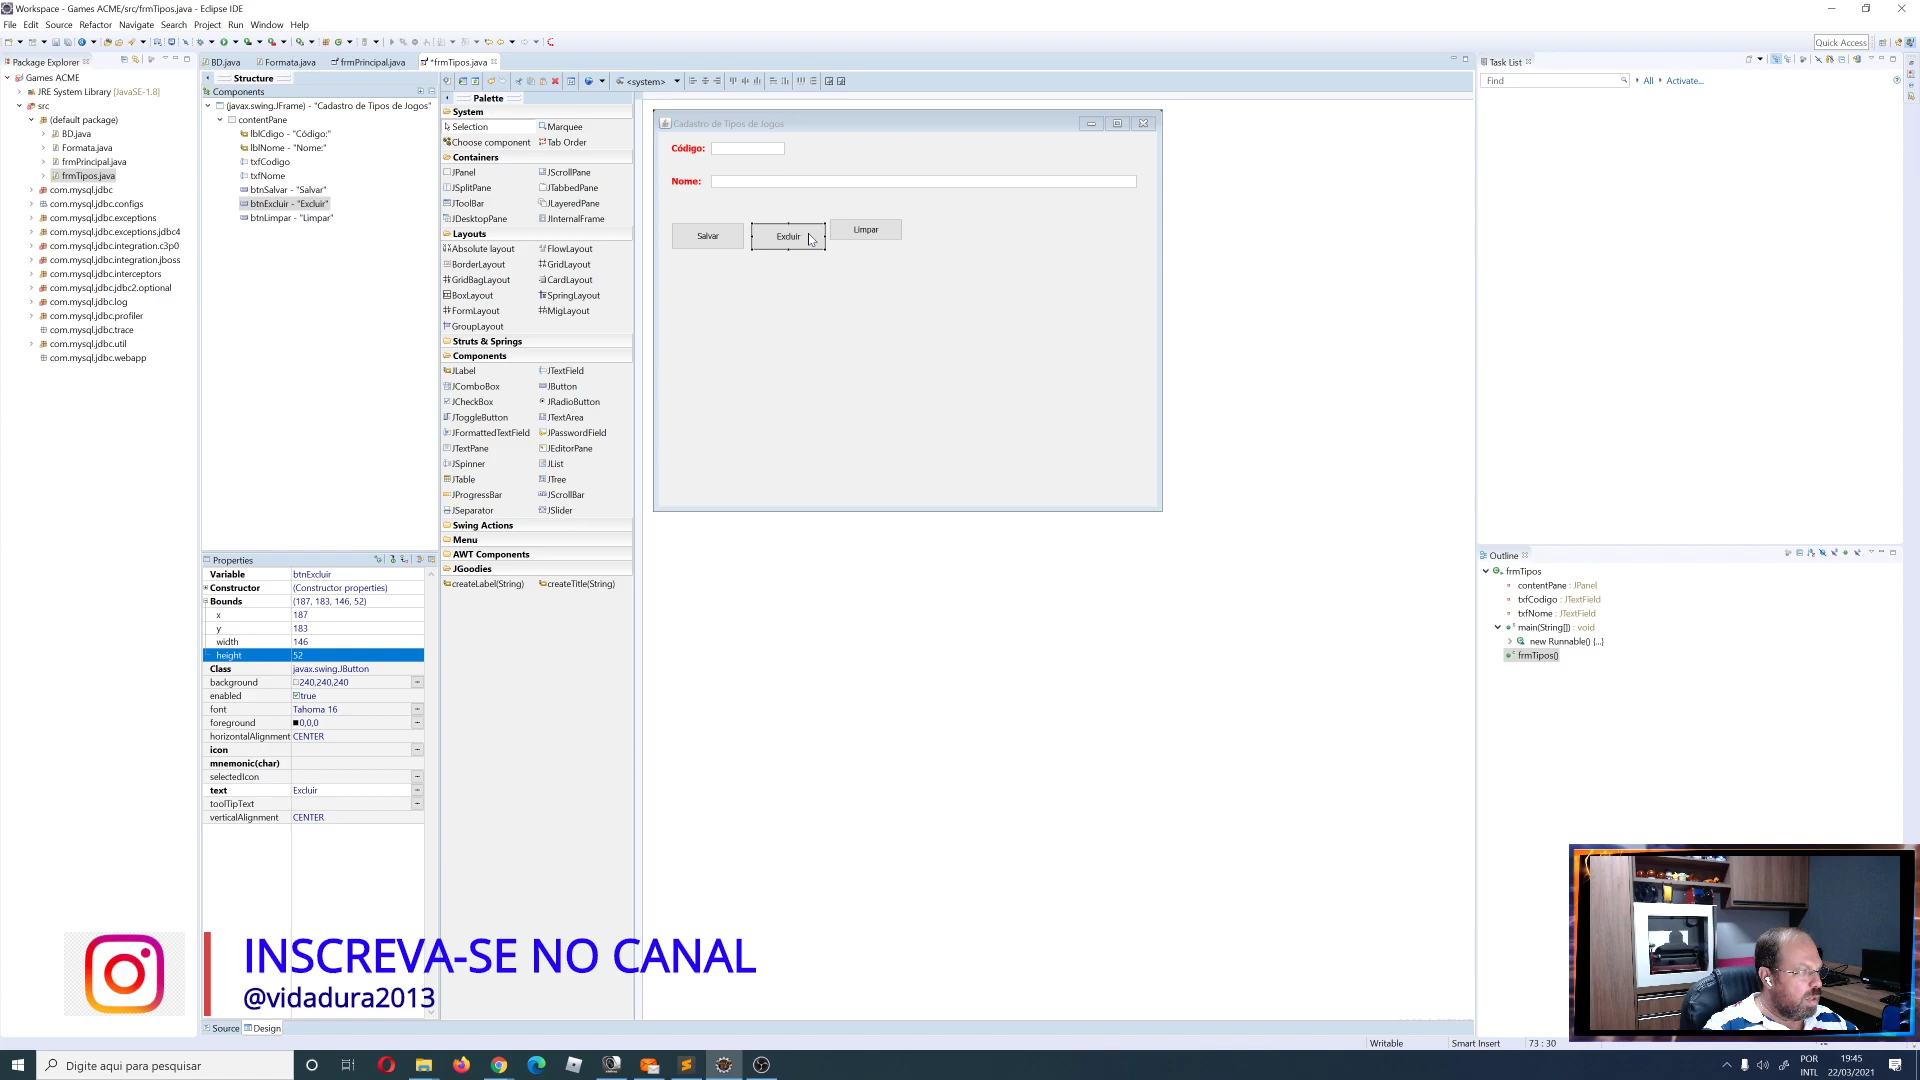 Workspace - Games ACME/src/frmTipos.java - Eclipse IDE
File Edit Source Refactor Navigate Search Project Run Window Help
Quick Access
Package Explorer
BD.java Formata.java frmPrincipal.java *frmTipos.java
Task List
Games ACME
JRE System Library [JavaSE-1.8]
src
(default package)
BD.java
Formata.java
frmPrincipal.java
frmTipos.java
com.mysql.jdbc
com.mysql.jdbc.configs
com.mysql.jdbc.exceptions
com.mysql.jdbc.exceptions.jdbc4
com.mysql.jdbc.integration.c3p0
com.mysql.jdbc.integration.jboss
com.mysql.jdbc.interceptors
com.mysql.jdbc.jdbc2.optional
com.mysql.jdbc.log
com.mysql.jdbc.profiler
com.mysql.jdbc.trace
com.mysql.jdbc.util
com.mysql.jdbc.webapp
Structure
Components
(javax.swing.JFrame) - "Cadastro de Tipos de Jogos"
contentPane
lblCdigo - "Código:"
lblNome - "Nome:"
txfCodigo
txfNome
btnSalvar - "Salvar"
btnExcluir - "Excluir"
btnLimpar - "Limpar"
Properties
Variable btnExcluir
Constructor (Constructor properties)
Bounds (187, 183, 146, 52)
x 187
y 183
width 146
height 52
Class javax.swing.JButton
background 240,240,240
enabled true
font Tahoma 16
foreground 0,0,0
horizontalAlignment CENTER
icon
mnemonic(char)
selectedIcon
text Excluir
toolTipText
verticalAlignment CENTER
<system>
Palette
System
Selection Marquee
Choose component Tab Order
Containers
JPanel JScrollPane
JSplitPane JTabbedPane
JToolBar JLayeredPane
JDesktopPane JInternalFrame
Layouts
Absolute layout FlowLayout
BorderLayout GridLayout
GridBagLayout CardLayout
BoxLayout SpringLayout
FormLayout MigLayout
GroupLayout
Struts & Springs
Components
JLabel JTextField
JComboBox JButton
JCheckBox JRadioButton
JToggleButton JTextArea
JFormattedTextField JPasswordField
JTextPane JEditorPane
JSpinner JList
JTable JTree
JProgressBar JScrollBar
JSeparator JSlider
Swing Actions
Menu
AWT Components
JGoodies
createLabel(String) createTitle(String)
Cadastro de Tipos de Jogos
Código:
Nome:
Salvar Excluir Limpar
Find All Activate...
Outline
frmTipos
contentPane : JPanel
txfCodigo : JTextField
txfNome : JTextField
main(String[]) : void
new Runnable() {...}
frmTipos()
INSCREVA-SE NO CANAL
@vidadura2013
Source Design
Writable Smart Insert 73 : 30
Digite aqui para pesquisar
POR
INTL
19:45
22/03/2021